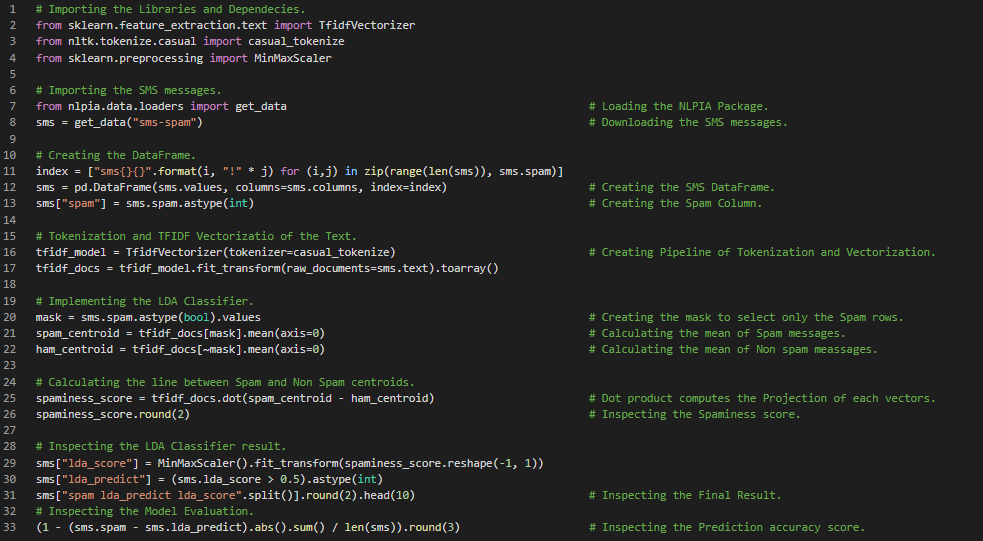 1 # Importing the Libraries and Dependecies.
2 from sklearn.feature_extraction.text import TfidfVectorizer
3 from nltk.tokenize.casual import casual_tokenize
4 from sklearn.preprocessing import MinMaxScaler
5
6 # Importing the SMS messages.
7 from nlpia.data.loaders import get_data # Loading the NLPIA Package.
8 sms = get_data("sms-spam") # Downloading the SMS messages.
9
10 # Creating the DataFrame.
11 index = ["sms{}{}".format(i, "!" * j) for (i,j) in zip(range(len(sms)), sms.spam)]
12 sms = pd.DataFrame(sms.values, columns=sms.columns, index=index) # Creating the SMS DataFrame.
13 sms["spam"] = sms.spam.astype(int) # Creating the Spam Column.
14
15 # Tokenization and TFIDF Vectorizatio of the Text.
16 tfidf_model = TfidfVectorizer(tokenizer=casual_tokenize) # Creating Pipeline of Tokenization and Vectorization.
17 tfidf_docs = tfidf_model.fit_transform(raw_documents=sms.text).toarray()
18
19 # Implementing the LDA Classifier.
20 mask = sms.spam.astype(bool).values # Creating the mask to select only the Spam rows.
21 spam_centroid = tfidf_docs[mask].mean(axis=0) # Calculating the mean of Spam messages.
22 ham_centroid = tfidf_docs[~mask].mean(axis=0) # Calculating the mean of Non spam meassages.
23
24 # Calculating the line between Spam and Non Spam centroids.
25 spaminess_score = tfidf_docs.dot(spam_centroid - ham_centroid) # Dot product computes the Projection of each vectors.
26 spaminess_score.round(2) # Inspecting the Spaminess score.
27
28 # Inspecting the LDA Classifier result.
29 sms["lda_score"] = MinMaxScaler().fit_transform(spaminess_score.reshape(-1, 1))
30 sms["lda_predict"] = (sms.lda_score > 0.5).astype(int)
31 sms["spam lda_predict lda_score".split()].round(2).head(10) # Inspecting the Final Result.
32 # Inspecting the Model Evaluation.
33 (1 - (sms.spam - sms.lda_predict).abs().sum() / len(sms)).round(3) # Inspecting the Prediction accuracy score.